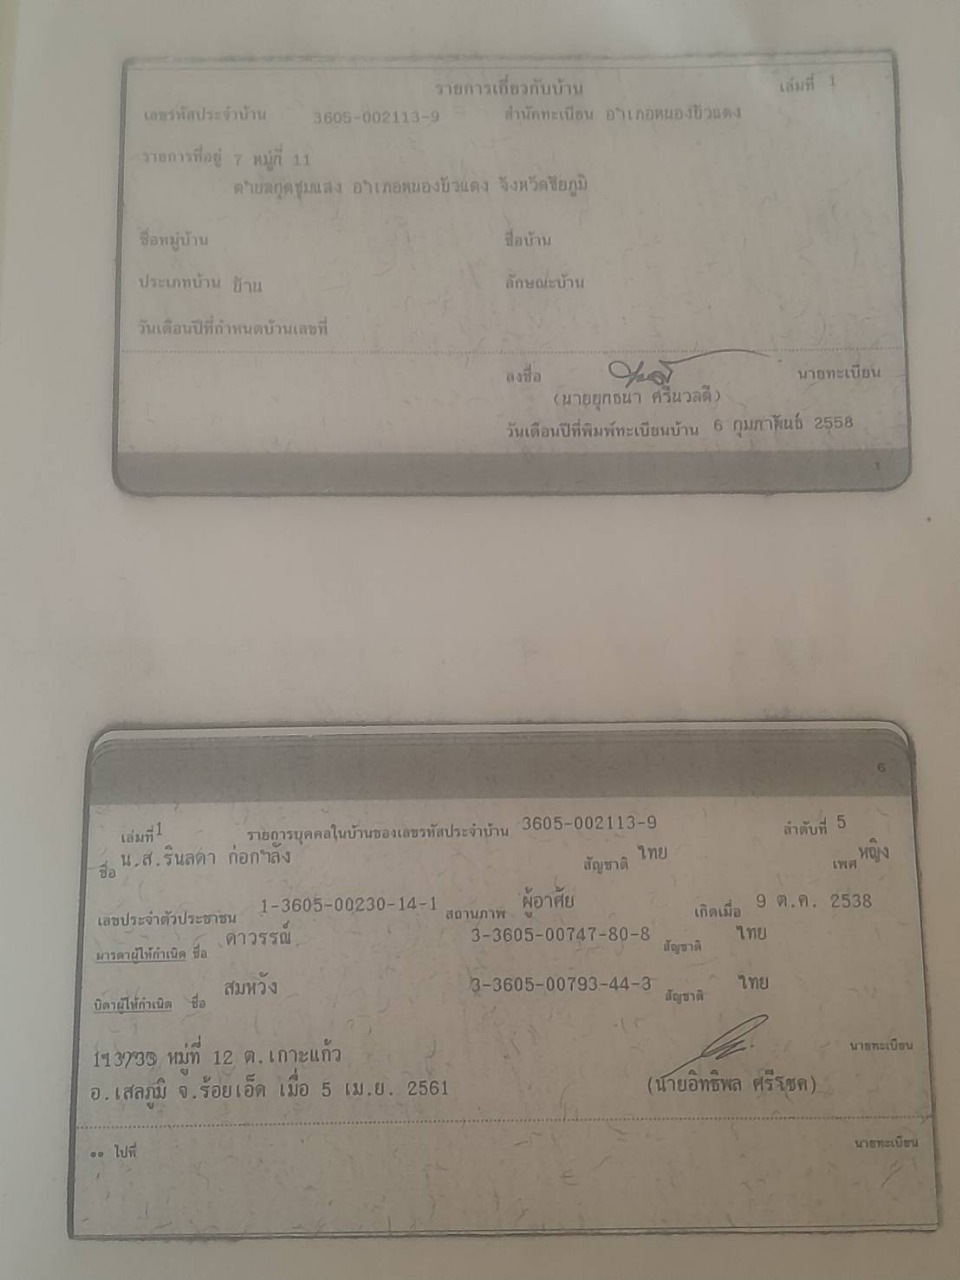 รายการเกี่ยวกับบ้าน เล่มที่ 1
เลขรหัสประจำบ้าน 3605-002113-9 สำนักทะเบียน อำเภอหนองบัวแดง
รายการที่อยู่ 7 หมู่ที่ 11
ตำบลกุดชุมแสง อำเภอหนองบัวแดง จังหวัดชัยภูมิ
ชื่อหมู่บ้าน ชื่อบ้าน
ประเภทบ้าน บ้าน ลักษณะบ้าน
วันเดือนปีที่กำหนดบ้านเลขที่
ลงชื่อ นายทะเบียน
(นายยุทธนา ศรีนวลดี)
วันเดือนปีที่พิมพ์ทะเบียนบ้าน 6 กุมภาพันธ์ 2558
1
6
เล่มที่ 1 รายการบุคคลในบ้านของเลขรหัสประจำบ้าน 3605-002113-9 ลำดับที่ 5
ชื่อ น.ส.รินลดา ก่อกำลัง สัญชาติ ไทย เพศ หญิง
เลขประจำตัวประชาชน 1-3605-00230-14-1 สถานภาพ ผู้อาศัย เกิดเมื่อ 9 ต.ค. 2538
มารดาผู้ให้กำเนิด ชื่อ ดาวรรณ์ 3-3605-00747-80-8 สัญชาติ ไทย
บิดาผู้ให้กำเนิด ชื่อ สมหวัง 3-3605-00793-44-3 สัญชาติ ไทย
หมู่ที่ 12 ต.เกาะแก้ว นายทะเบียน
อ.เสลภูมิ จ.ร้อยเอ็ด เมื่อ 5 เม.ย. 2561 (นายอิทธิพล ศรีโชค)
ไปที่ นายทะเบียน